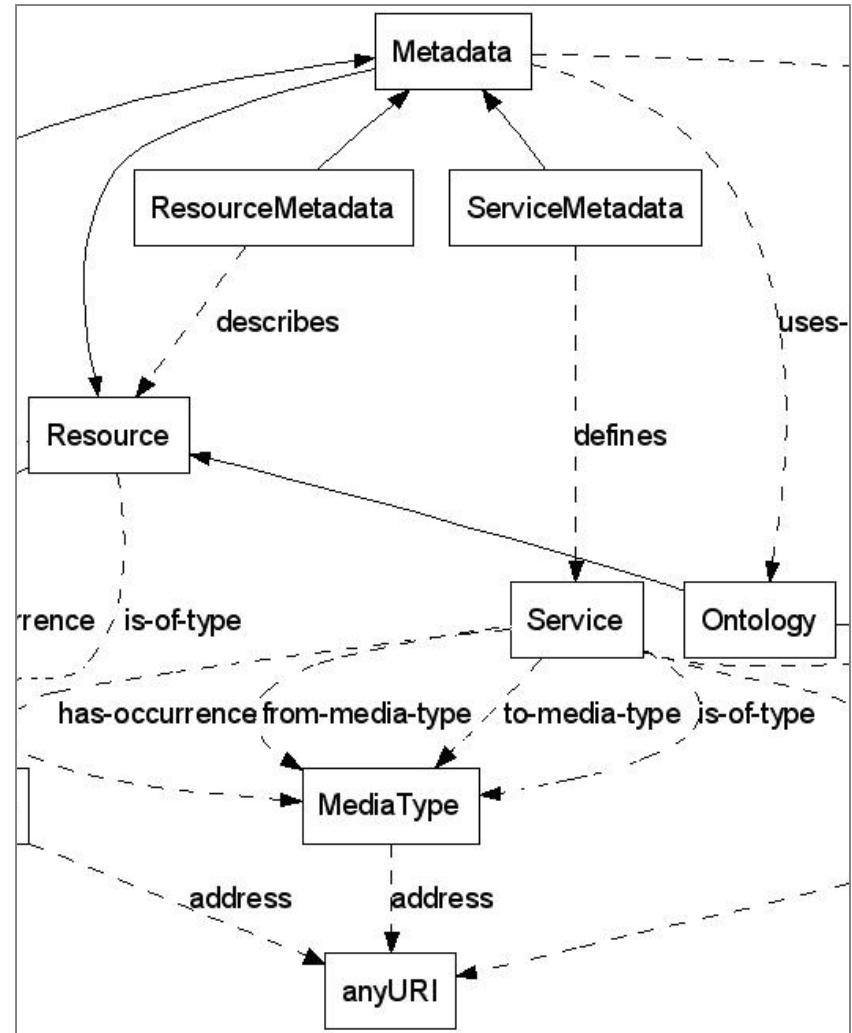 Metadata
ResourceMetadata
ServiceMetadata
describes
uses-
Resource
defines
rrence
is-of-type
Service
Ontology
has-occurrence
from-media-type
to-media-type
is-of-type
MediaType
address
address
anyURI